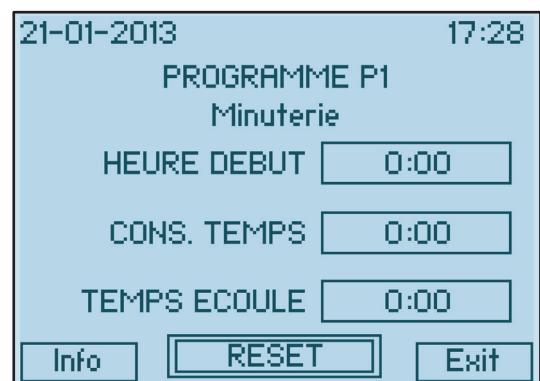 21-01-2013 17:28
PROGRAMME P1
Minuterie
HEURE DEBUT 0:00
CONS. TEMPS 0:00
TEMPS ECOULE 0:00
Info RESET Exit